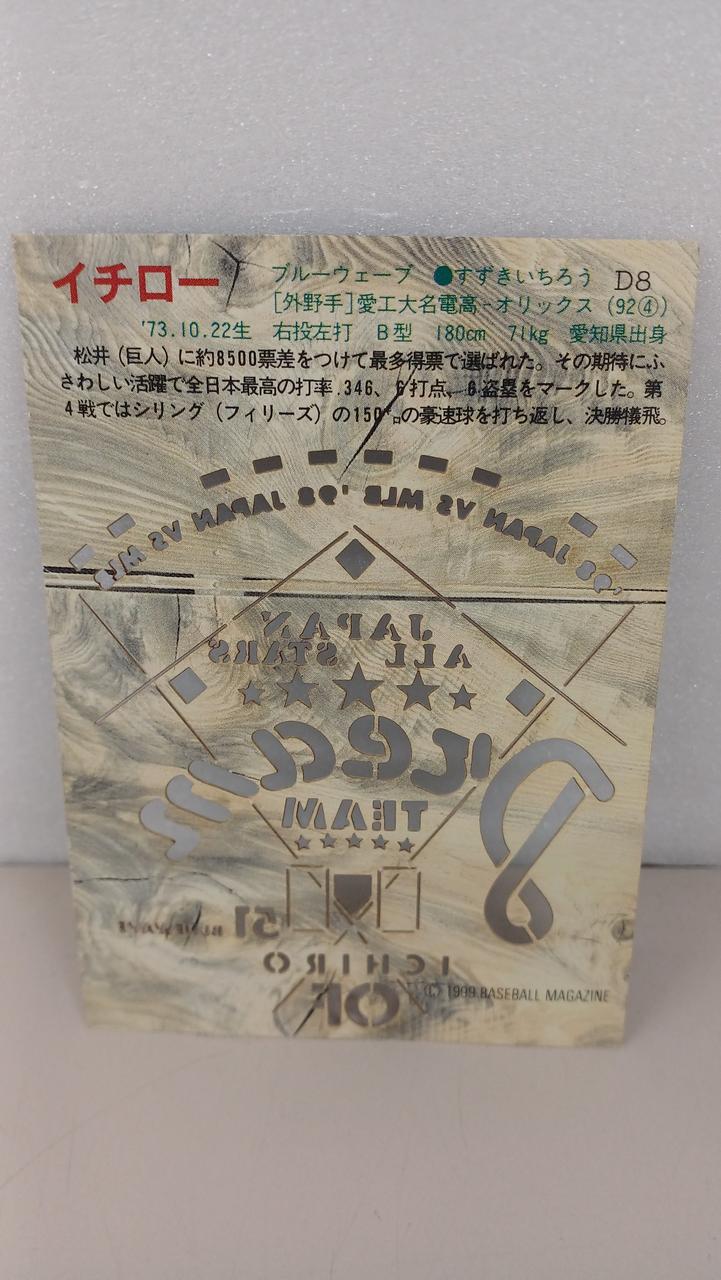 イチロー ブルーウェーブ ●すずきいちろう D8
[外野手] 愛工大名電高-オリックス (92④)
'73.10.22生 右投左打 B型 180cm 71kg 愛知県出身
松井(巨人)に約8500票差をつけて最多得票で選ばれた。その期待にふ
さわしい活躍で全日本最高の打率.346、6打点、6盗塁をマークした。第
4戦ではシリング(フィリーズ)の150㌔の豪速球を打ち返し、決勝犠飛。
'98 JAPAN VS MLB '98 JAPAN VS MLB
JAPAN
ALL STARS
Dream
TEAM
51 BLUEWAVE
ICHIRO
OF
© 1999 BASEBALL MAGAZINE